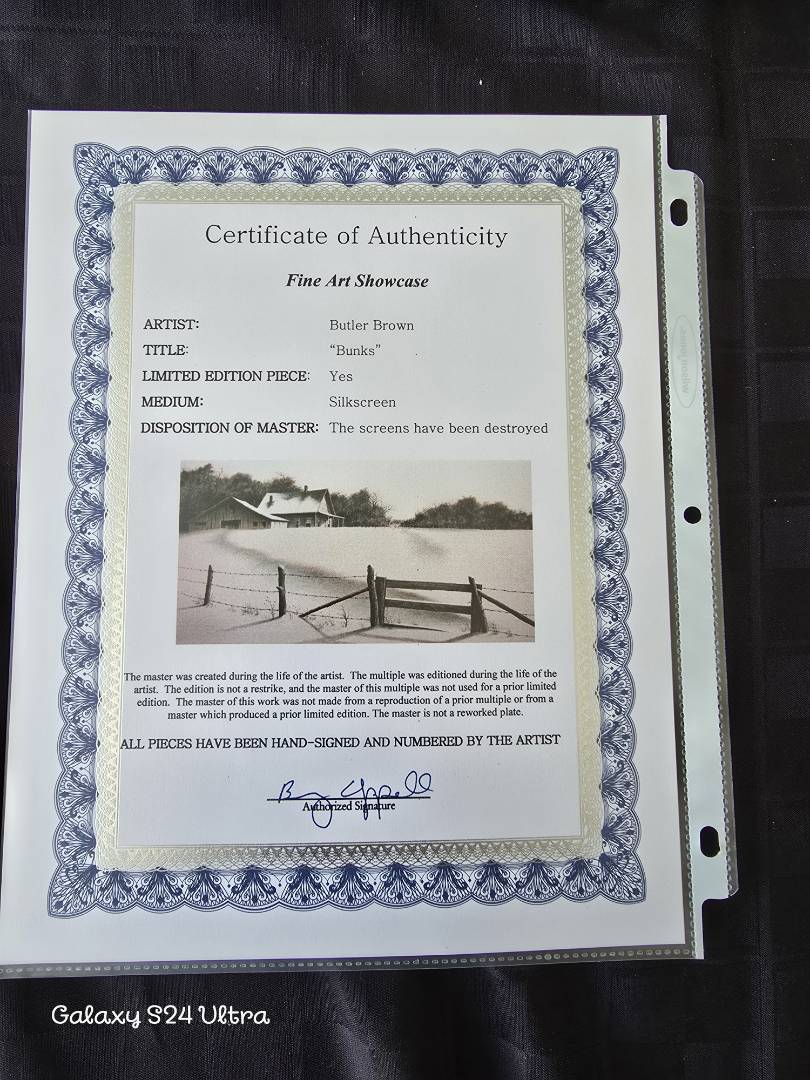 Certificate of Authenticity
Fine Art Showcase
ARTIST: Butler Brown
TITLE: “Bunks”
LIMITED EDITION PIECE: Yes
MEDIUM: Silkscreen
DISPOSITION OF MASTER: The screens have been destroyed
The master was created during the life of the artist. The multiple was editioned during the life of the
artist. The edition is not a restrike, and the master of this multiple was not used for a prior limited
edition. The master of this work was not made from a reproduction of a prior multiple or from a
master which produced a prior limited edition. The master is not a reworked plate.
ALL PIECES HAVE BEEN HAND-SIGNED AND NUMBERED BY THE ARTIST
Authorized Signature
Galaxy S24 Ultra